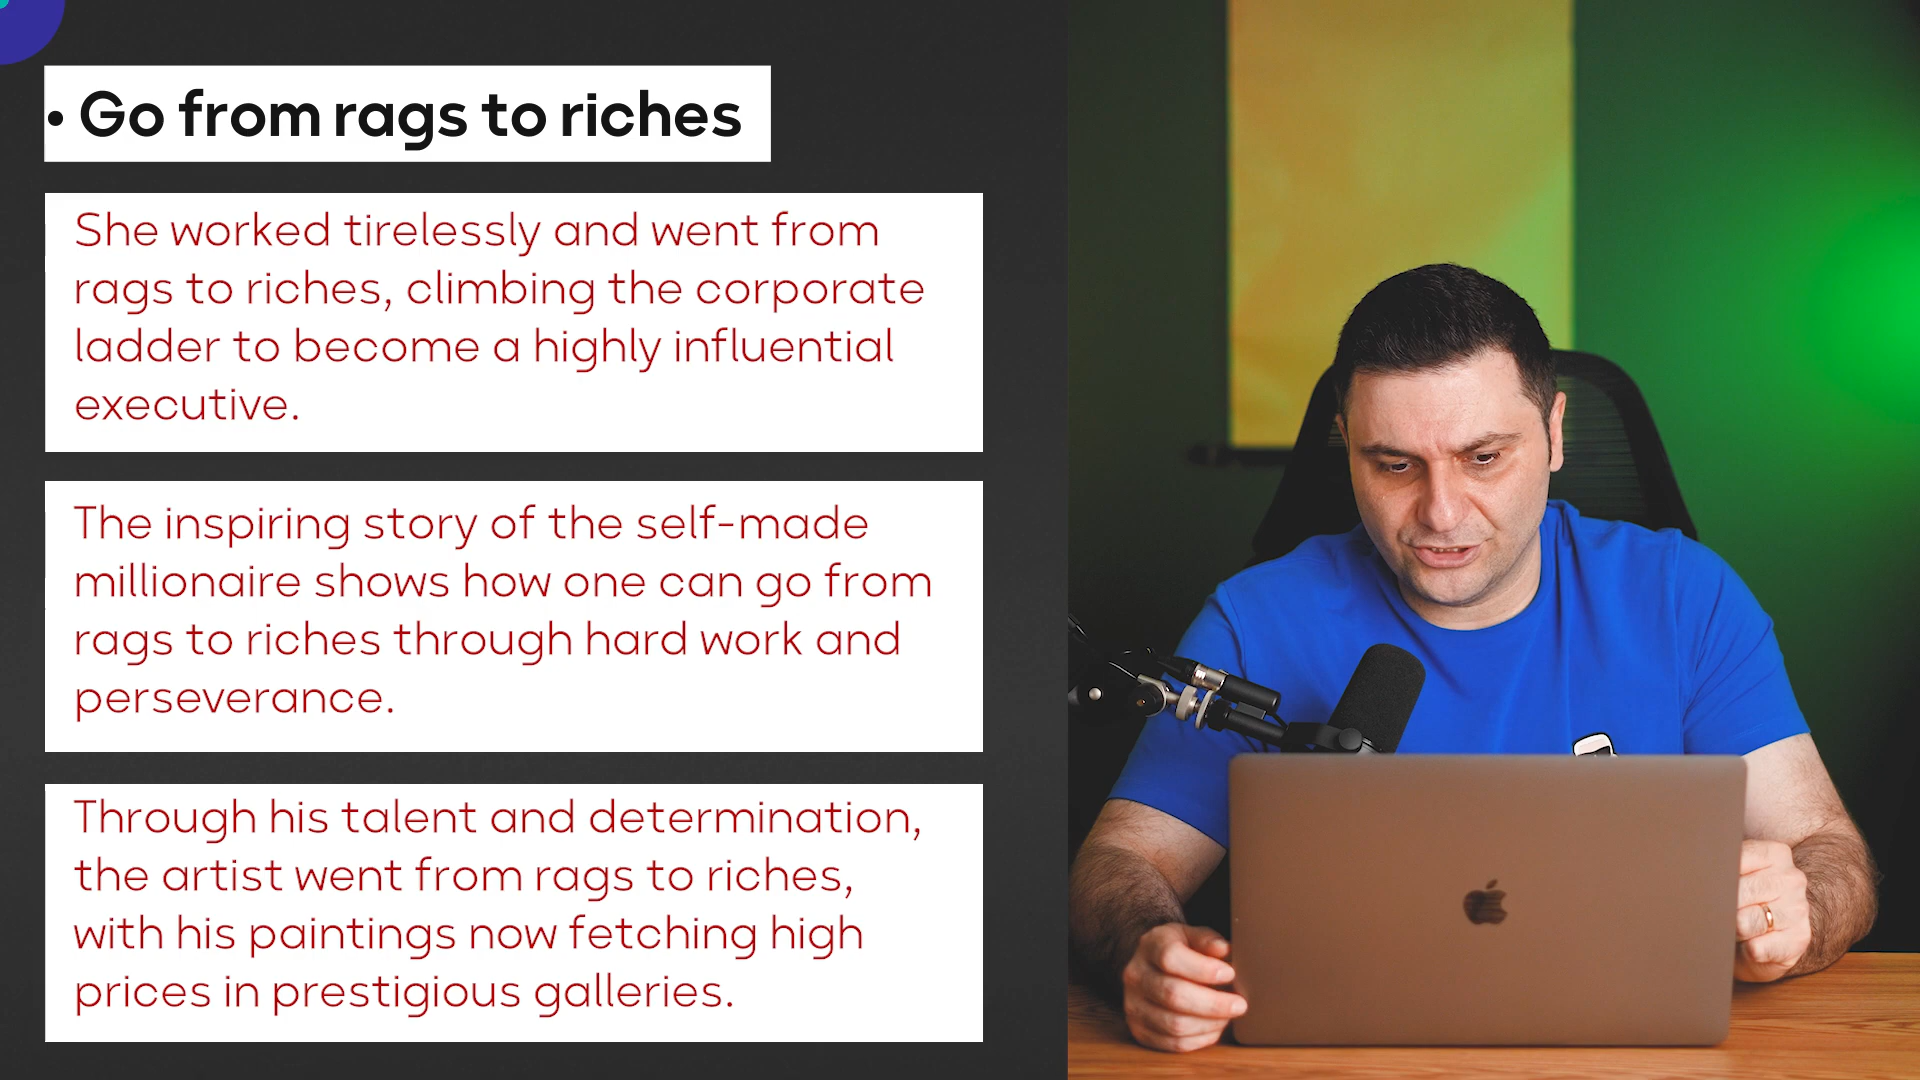 • Go from rags to riches
She worked tirelessly and went from
rags to riches, climbing the corporate
ladder to become a highly influential
executive.
The inspiring story of the self-made
millionaire shows how one can go from
rags to riches through hard work and
perseverance.
Through his talent and determination,
the artist went from rags to riches,
with his paintings now fetching high
prices in prestigious galleries.